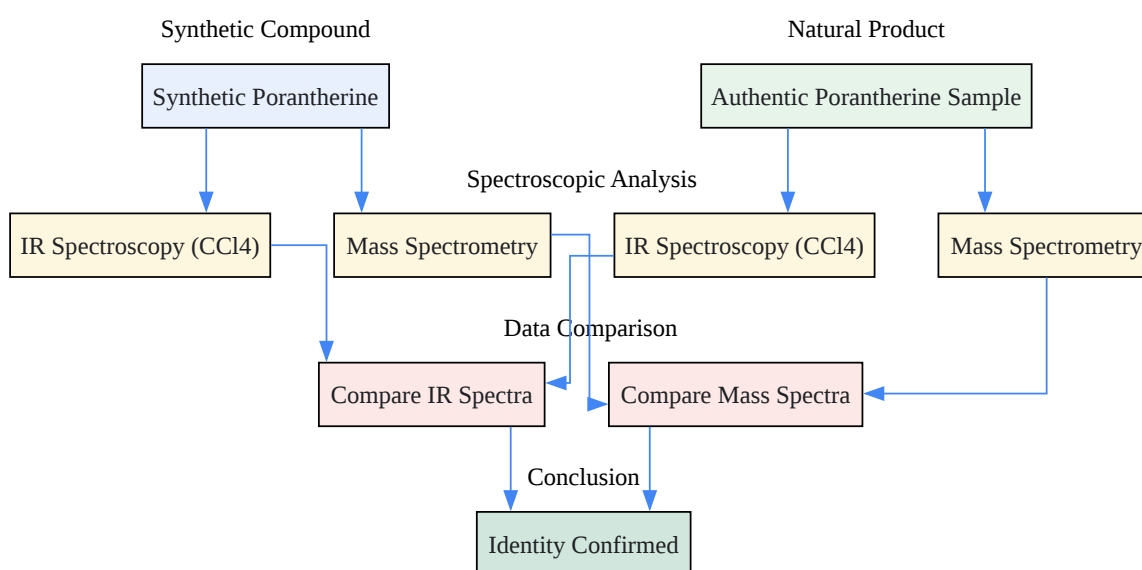 Synthetic Compound
Natural Product
Synthetic Porantherine
Authentic Porantherine Sample
Spectroscopic Analysis
IR Spectroscopy (CCl4)
Mass Spectrometry
IR Spectroscopy (CCl4)
Mass Spectrometry
Data Comparison
Compare IR Spectra
Compare Mass Spectra
Conclusion
Identity Confirmed